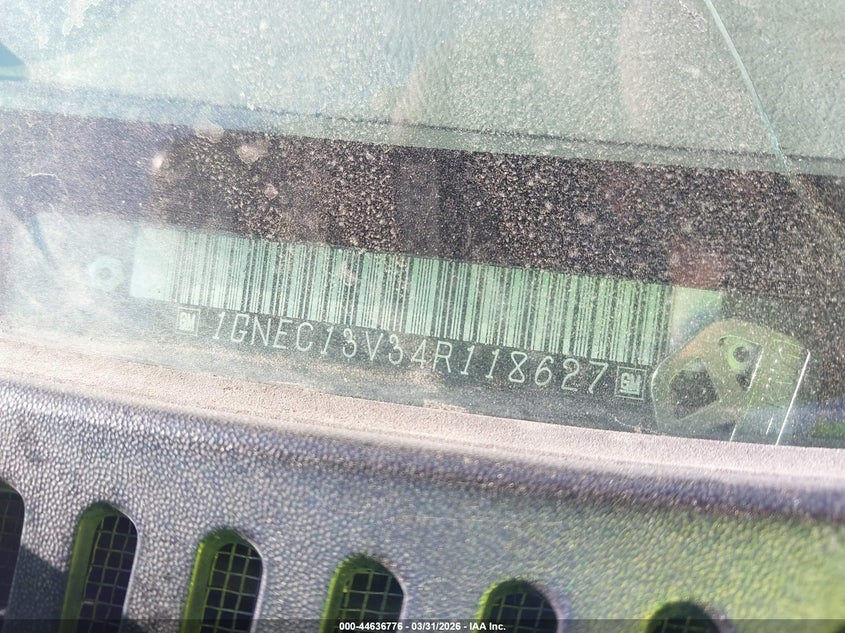 GM 1GNEC13V34R118627 GM
000-44636776 - 03/31/2026 - IAA Inc.